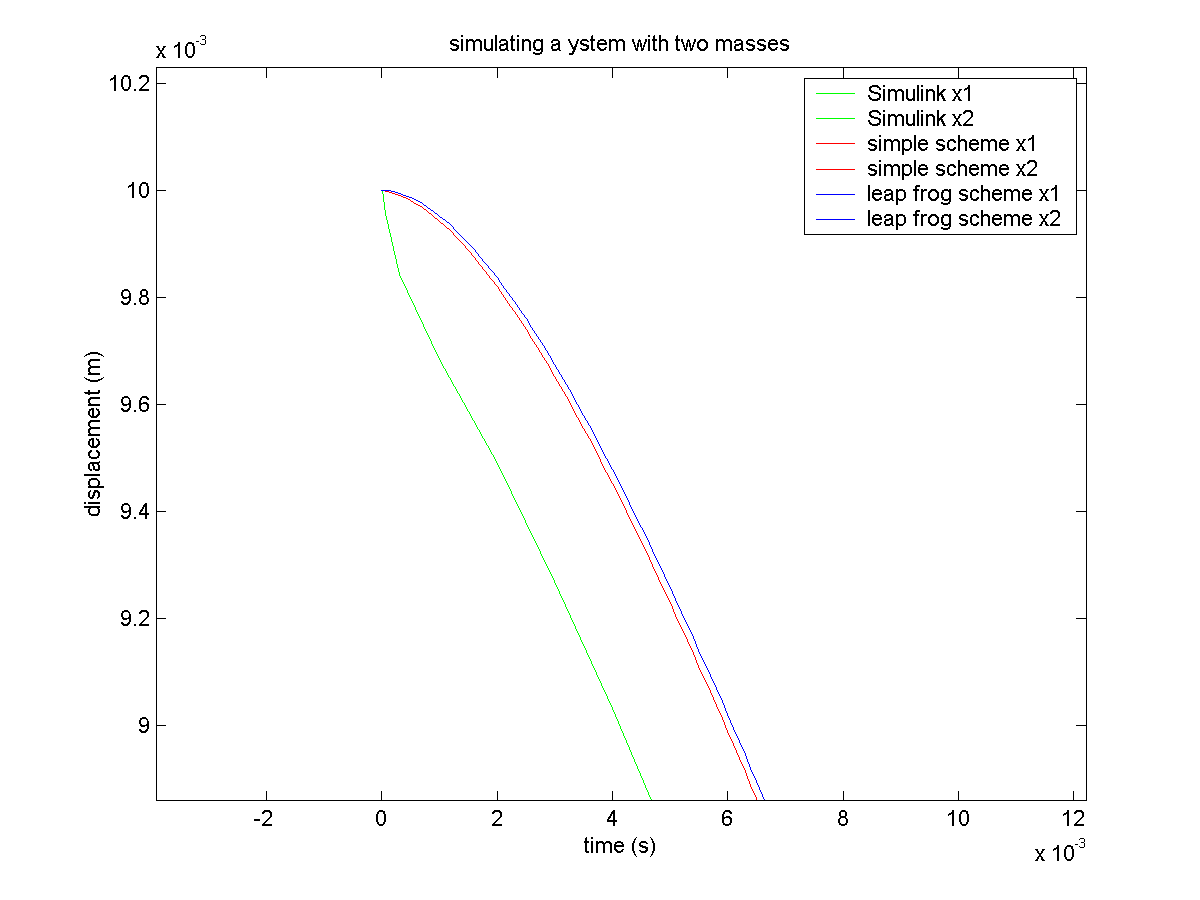 simulating a ystem with two masses
x 10-3
10.2
10
9.8
9.6
9.4
9.2
9
displacement (m)
Simulink x1
Simulink x2
simple scheme x1
simple scheme x2
leap frog scheme x1
leap frog scheme x2
-2 0 2 4 6 8 10 12
time (s)
x 10-3